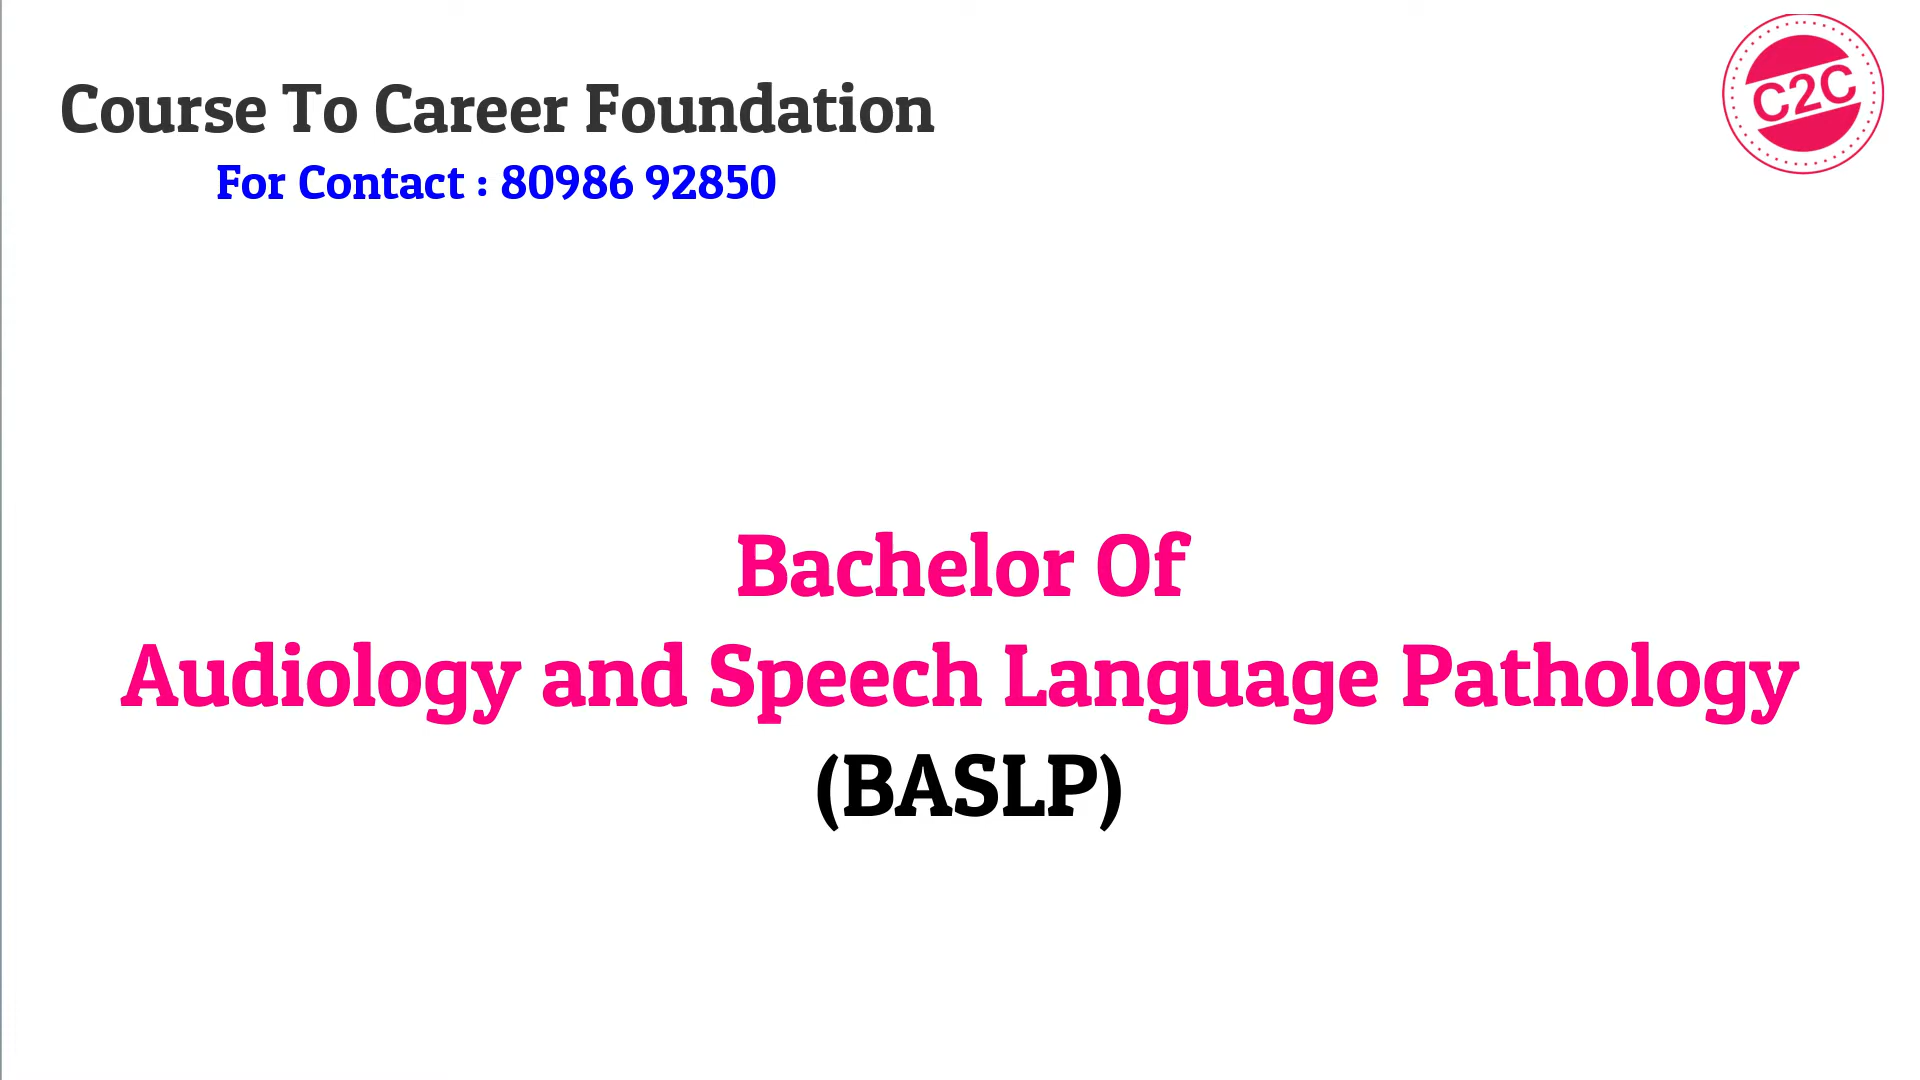 Course To Career Foundation
For Contact : 80986 92850
C2C
Bachelor Of
Audiology and Speech Language Pathology
(BASLP)